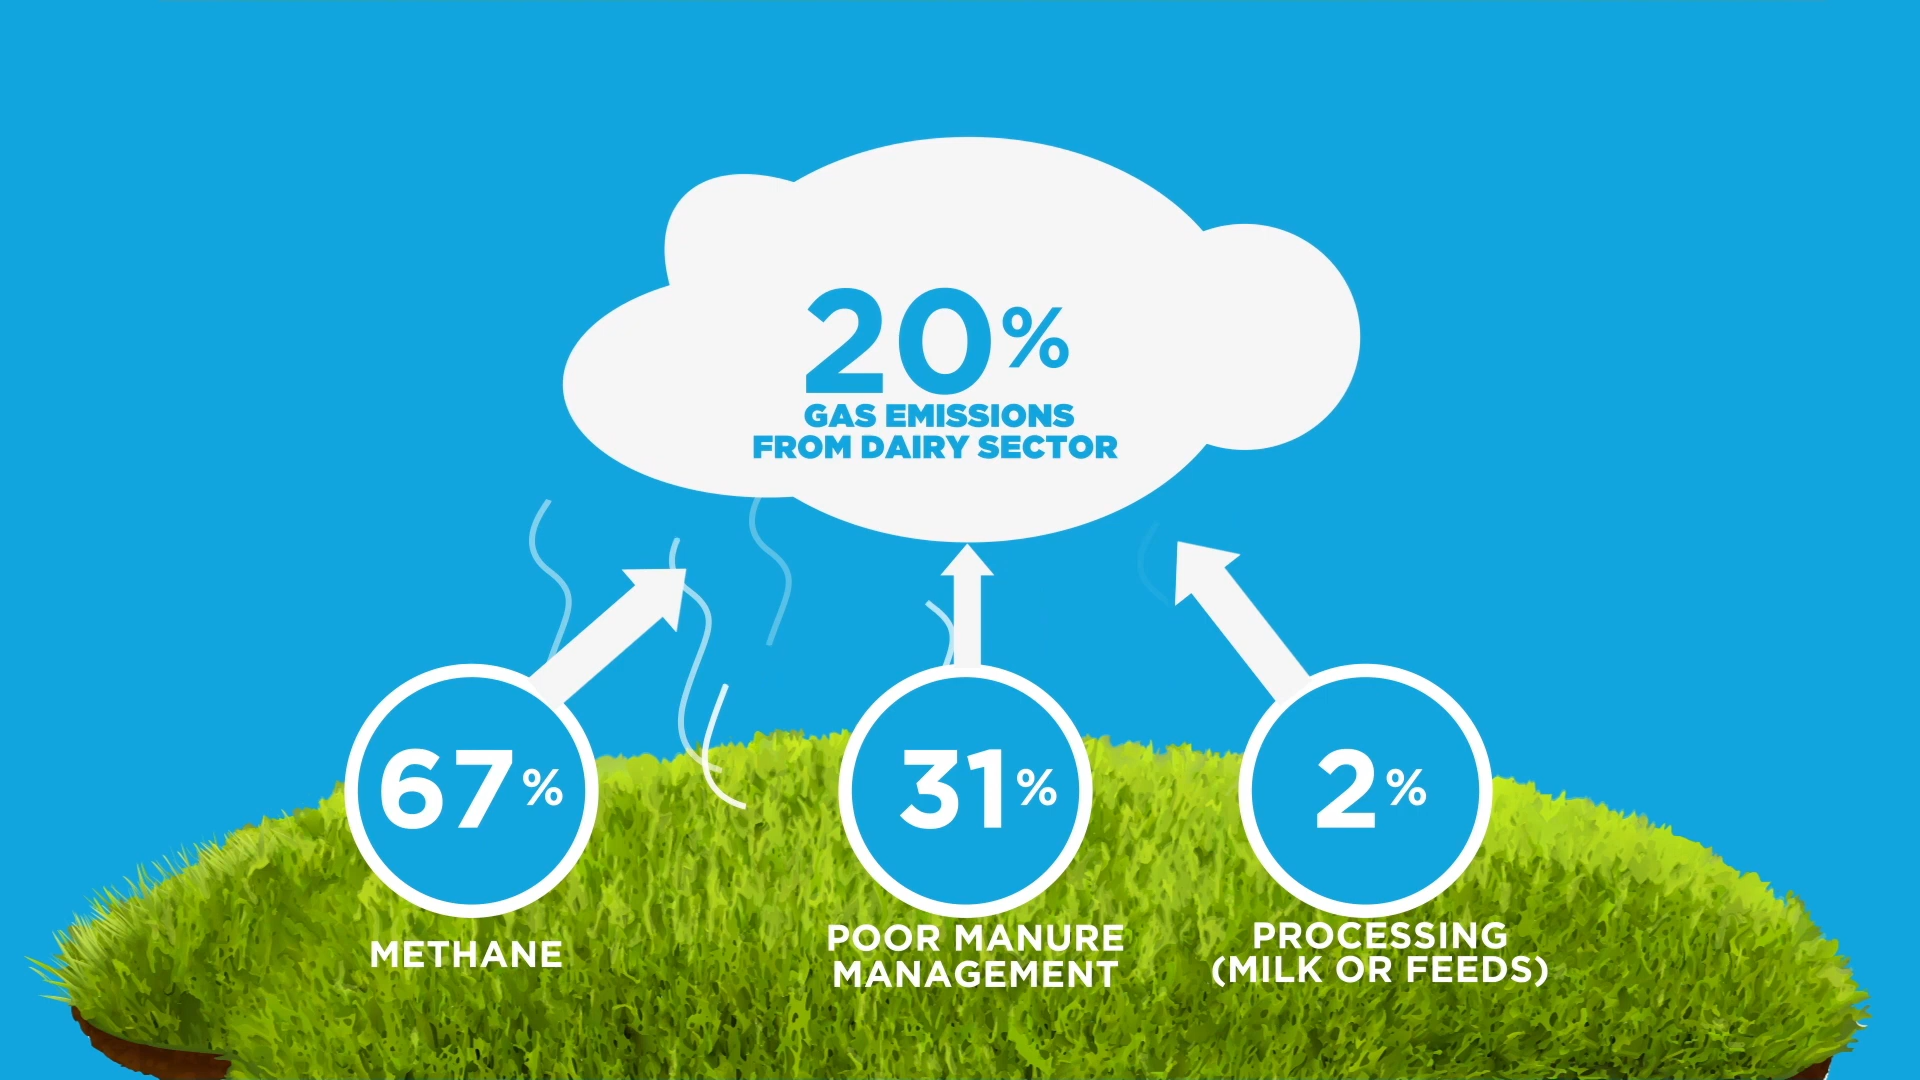 20%
GAS EMISSIONS
FROM DAIRY SECTOR
67%
METHANE
31%
POOR MANURE
MANAGEMENT
2%
PROCESSING
(MILK OR FEEDS)